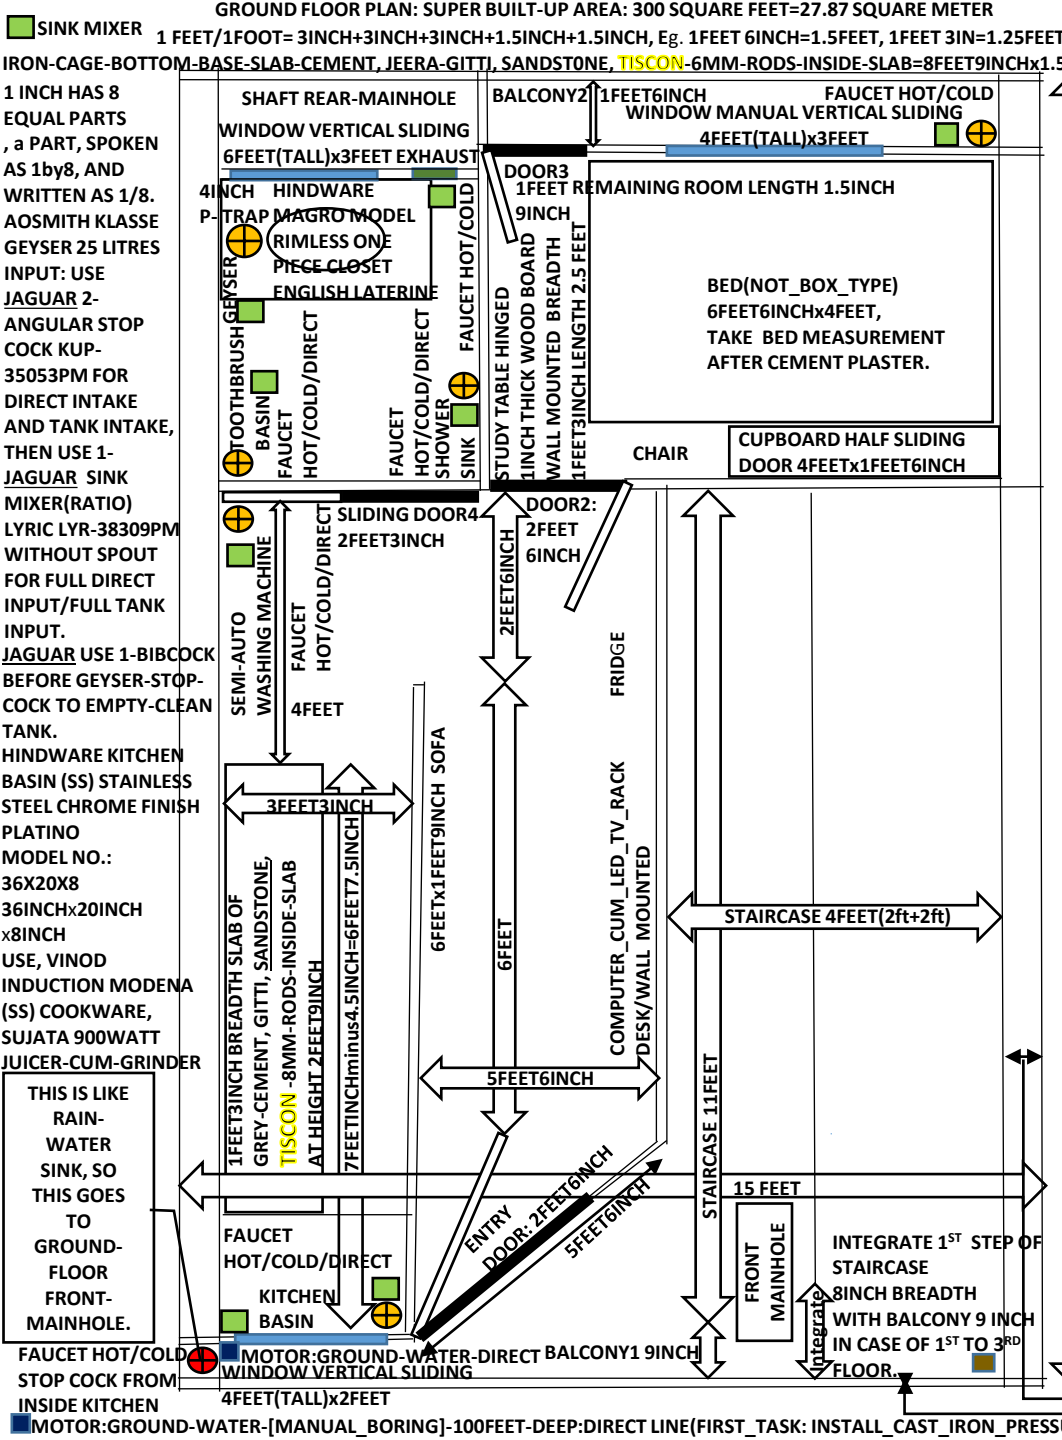 GROUND FLOOR PLAN: SUPER BUILT-UP AREA: 300 SQUARE FEET=27.87 SQUARE METER
SINK MIXER
1 FEET/1FOOT= 3INCH+3INCH+3INCH+1.5INCH+1.5INCH, Eg. 1FEET 6INCH=1.5FEET, 1FEET 3IN=1.25FEET
IRON-CAGE-BOTTOM-BASE-SLAB-CEMENT, JEERA-GITTI, SANDST0NE, TISCON-6MM-RODS-INSIDE-SLAB=8FEET9INCHx1.5
1 INCH HAS 8
EQUAL PARTS
, a PART, SPOKEN
AS 1by8, AND
WRITTEN AS 1/8.
AOSMITH KLASSE
GEYSER 25 LITRES
INPUT: USE
JAGUAR 2-
ANGULAR STOP
COCK KUP-
35053PM FOR
DIRECT INTAKE
AND TANK INTAKE,
THEN USE 1-
JAGUAR SINK
MIXER(RATIO)
LYRIC LYR-38309PM
WITHOUT SPOUT
FOR FULL DIRECT
INPUT/FULL TANK
INPUT.
JAGUAR USE 1-BIBCOCK
BEFORE GEYSER-STOP-
COCK TO EMPTY-CLEAN
TANK.
HINDWARE KITCHEN
BASIN (SS) STAINLESS
STEEL CHROME FINISH
PLATINO
MODEL NO.:
36X20X8
36INCHx20INCH
x8INCH
USE, VINOD
INDUCTION MODENA
(SS) COOKWARE,
SUJATA 900WATT
JUICER-CUM-GRINDER
THIS IS LIKE
RAIN-
WATER
SINK, SO
THIS GOES
TO
GROUND-
FLOOR
FRONT-
MAINHOLE.
FAUCET HOT/COLD
STOP COCK FROM
INSIDE KITCHEN
SHAFT REAR-MAINHOLE
WINDOW VERTICAL SLIDING
6FEET(TALL)x3FEET EXHAUST
4INCH
P- TRAP
HINDWARE
MAGRO MODEL
RIMLESS ONE
PIECE CLOSET
ENGLISH LATERINE
GEYSER
FAUCET HOT/COLD
TOOTHBRUSH
BASIN
FAUCET
HOT/COLD/DIRECT
FAUCET
HOT/COLD/DIRECT
SHOWER
SINK
BALCONY2 1FEET6INCH
FAUCET HOT/COLD
WINDOW MANUAL VERTICAL SLIDING
4FEET(TALL)x3FEET
DOOR3
1FEET
9INCH
REMAINING ROOM LENGTH 1.5INCH
STUDY TABLE HINGED
1INCH THICK WOOD BOARD
WALL MOUNTED BREADTH
1FEET3INCH LENGTH 2.5 FEET
BED(NOT_BOX_TYPE)
6FEET6INCHx4FEET,
TAKE BED MEASUREMENT
AFTER CEMENT PLASTER.
CHAIR
CUPBOARD HALF SLIDING
DOOR 4FEETx1FEET6INCH
SLIDING DOOR4
2FEET3INCH
DOOR2:
2FEET
6INCH
2FEET6INCH
SEMI-AUTO
WASHING MACHINE
FAUCET
HOT/COLD/DIRECT
4FEET
FRIDGE
3FEET3INCH
6FEETx1FEET9INCH SOFA
6FEET
COMPUTER_CUM_LED_TV_RACK
DESK/WALL MOUNTED
STAIRCASE 4FEET(2ft+2ft)
1FEET3INCH BREADTH SLAB OF
GREY-CEMENT, GITTI, SANDSTONE,
TISCON -8MM-RODS-INSIDE-SLAB
AT HEIGHT 2FEET9INCH
7FEETINCHminus4.5INCH=6FEET7.5INCH
5FEET6INCH
STAIRCASE 11FEET
15 FEET
ENTRY
DOOR: 2FEET6INCH
5FEET6INCH
FAUCET
HOT/COLD/DIRECT
KITCHEN
BASIN
FRONT
MAINHOLE
Integrate
INTEGRATE 1ST STEP OF
STAIRCASE
8INCH BREADTH
WITH BALCONY 9 INCH
IN CASE OF 1ST TO 3RD
FLOOR.
MOTOR:GROUND-WATER-DIRECT
BALCONY1 9INCH
WINDOW VERTICAL SLIDING
4FEET(TALL)x2FEET
MOTOR:GROUND-WATER-[MANUAL_BORING]-100FEET-DEEP:DIRECT LINE(FIRST_TASK: INSTALL_CAST_IRON_PRESS